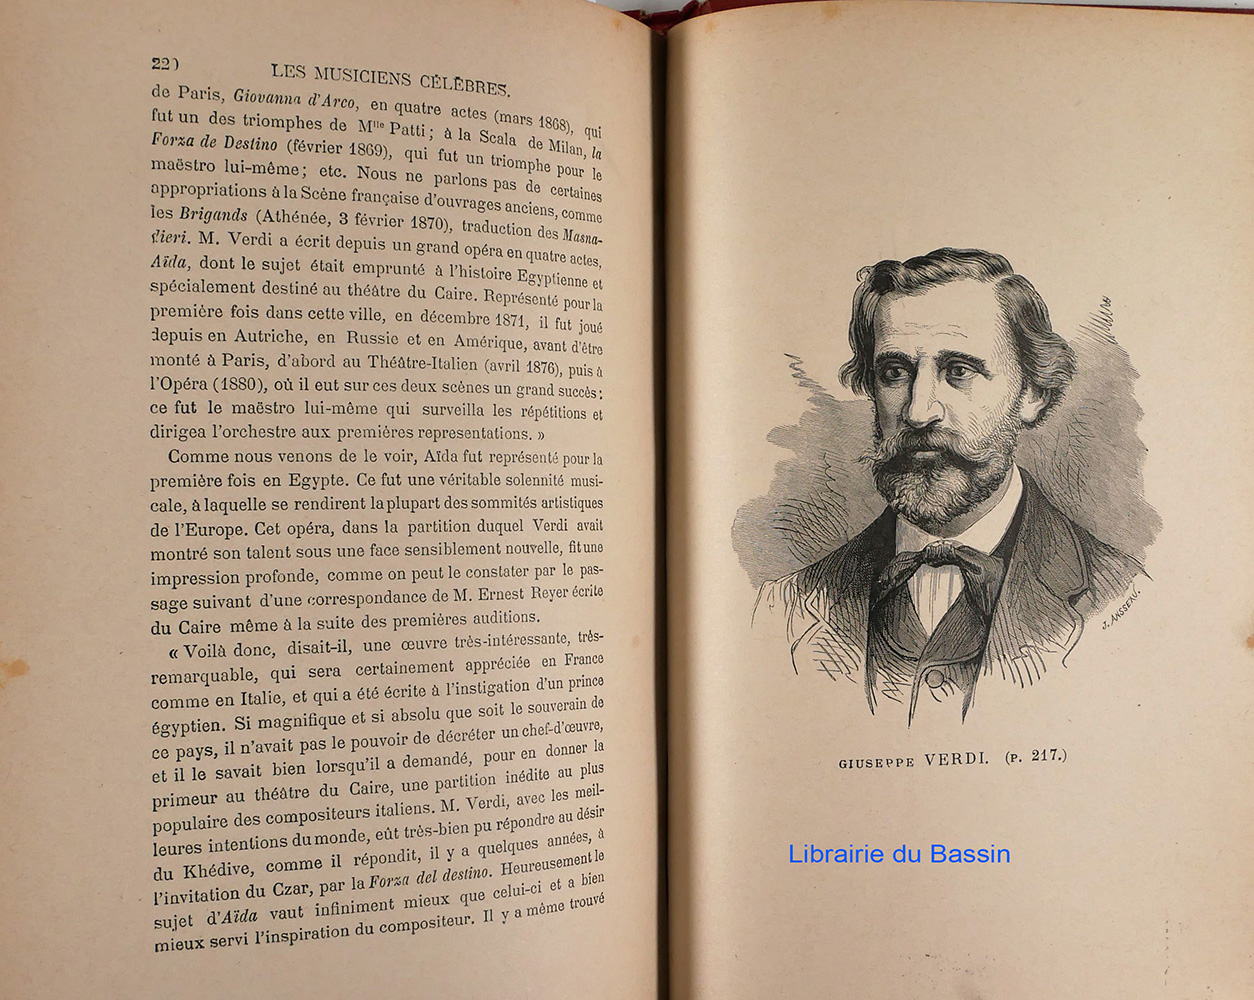 220
LES MUSICIENS CÉLÈBRES.
de Paris, Giovanna d'Arco, en quatre actes (mars 1868), qui
fut un des triomphes de Mlle Patti; à la Scala de Milan, la
Forza de Destino (février 1869), qui fut un triomphe pour le
maëstro lui-même; etc. Nous ne parlons pas de certaines
appropriations à la Scène française d'ouvrages anciens, comme
les Brigands (Athénée, 3 février 1870), traduction des Masna-
dieri. M. Verdi a écrit depuis un grand opéra en quatre actes,
Aïda, dont le sujet était emprunté à l'histoire Egyptienne et
spécialement destiné au théâtre du Caire. Représenté pour la
première fois dans cette ville, en décembre 1871, il fut joué
depuis en Autriche, en Russie et en Amérique, avant d'être
monté à Paris, d'abord au Théâtre-Italien (avril 1876), puis à
l'Opéra (1880), où il eut sur ces deux scènes un grand succès;
ce fut le maëstro lui-même qui surveilla les répétitions et
dirigea l'orchestre aux premières representations. »
Comme nous venons de le voir, Aïda fut représenté pour la
première fois en Egypte. Ce fut une véritable solennité musi-
cale, à laquelle se rendirent la plupart des sommités artistiques
de l'Europe. Cet opéra, dans la partition duquel Verdi avait
montré son talent sous une face sensiblement nouvelle, fit une
impression profonde, comme on peut le constater par le pas-
sage suivant d'une correspondance de M. Ernest Reyer écrite
du Caire même à la suite des premières auditions.
« Voilà donc, disait-il, une œuvre très-intéressante, très-
remarquable, qui sera certainement appréciée en France
comme en Italie, et qui a été écrite à l'instigation d'un prince
égyptien. Si magnifique et si absolu que soit le souverain de
ce pays, il n'avait pas le pouvoir de décréter un chef-d'œuvre,
et il le savait bien lorsqu'il a demandé, pour en donner la
primeur au théâtre du Caire, une partition inédite au plus
populaire des compositeurs italiens. M. Verdi, avec les meil-
leures intentions du monde, eût très-bien pu répondre au désir
du Khédive, comme il répondit, il y a quelques années, à
l'invitation du Czar, par la Forza del destino. Heureusement le
sujet d'Aïda vaut infiniment mieux que celui-ci et a bien
mieux servi l'inspiration du compositeur. Il y a même trouvé
J. ANSSEAU.
GIUSEPPE VERDI. (P. 217.)
Librairie du Bassin